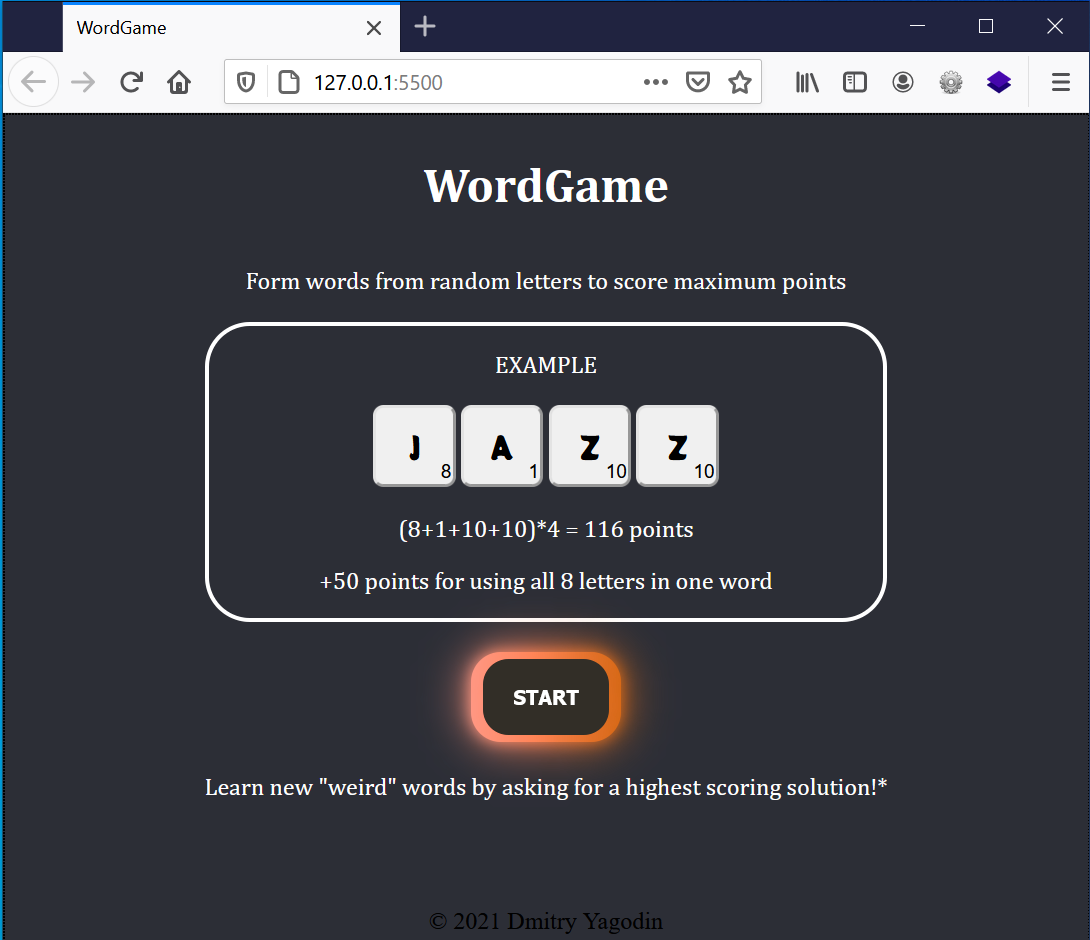 WordGame
127.0.0.1:5500
WordGame
Form words from random letters to score maximum points
EXAMPLE
J 8 A 1 Z 10 Z 10
(8+1+10+10)*4 = 116 points
+50 points for using all 8 letters in one word
START
Learn new "weird" words by asking for a highest scoring solution!*
© 2021 Dmitry Yagodin